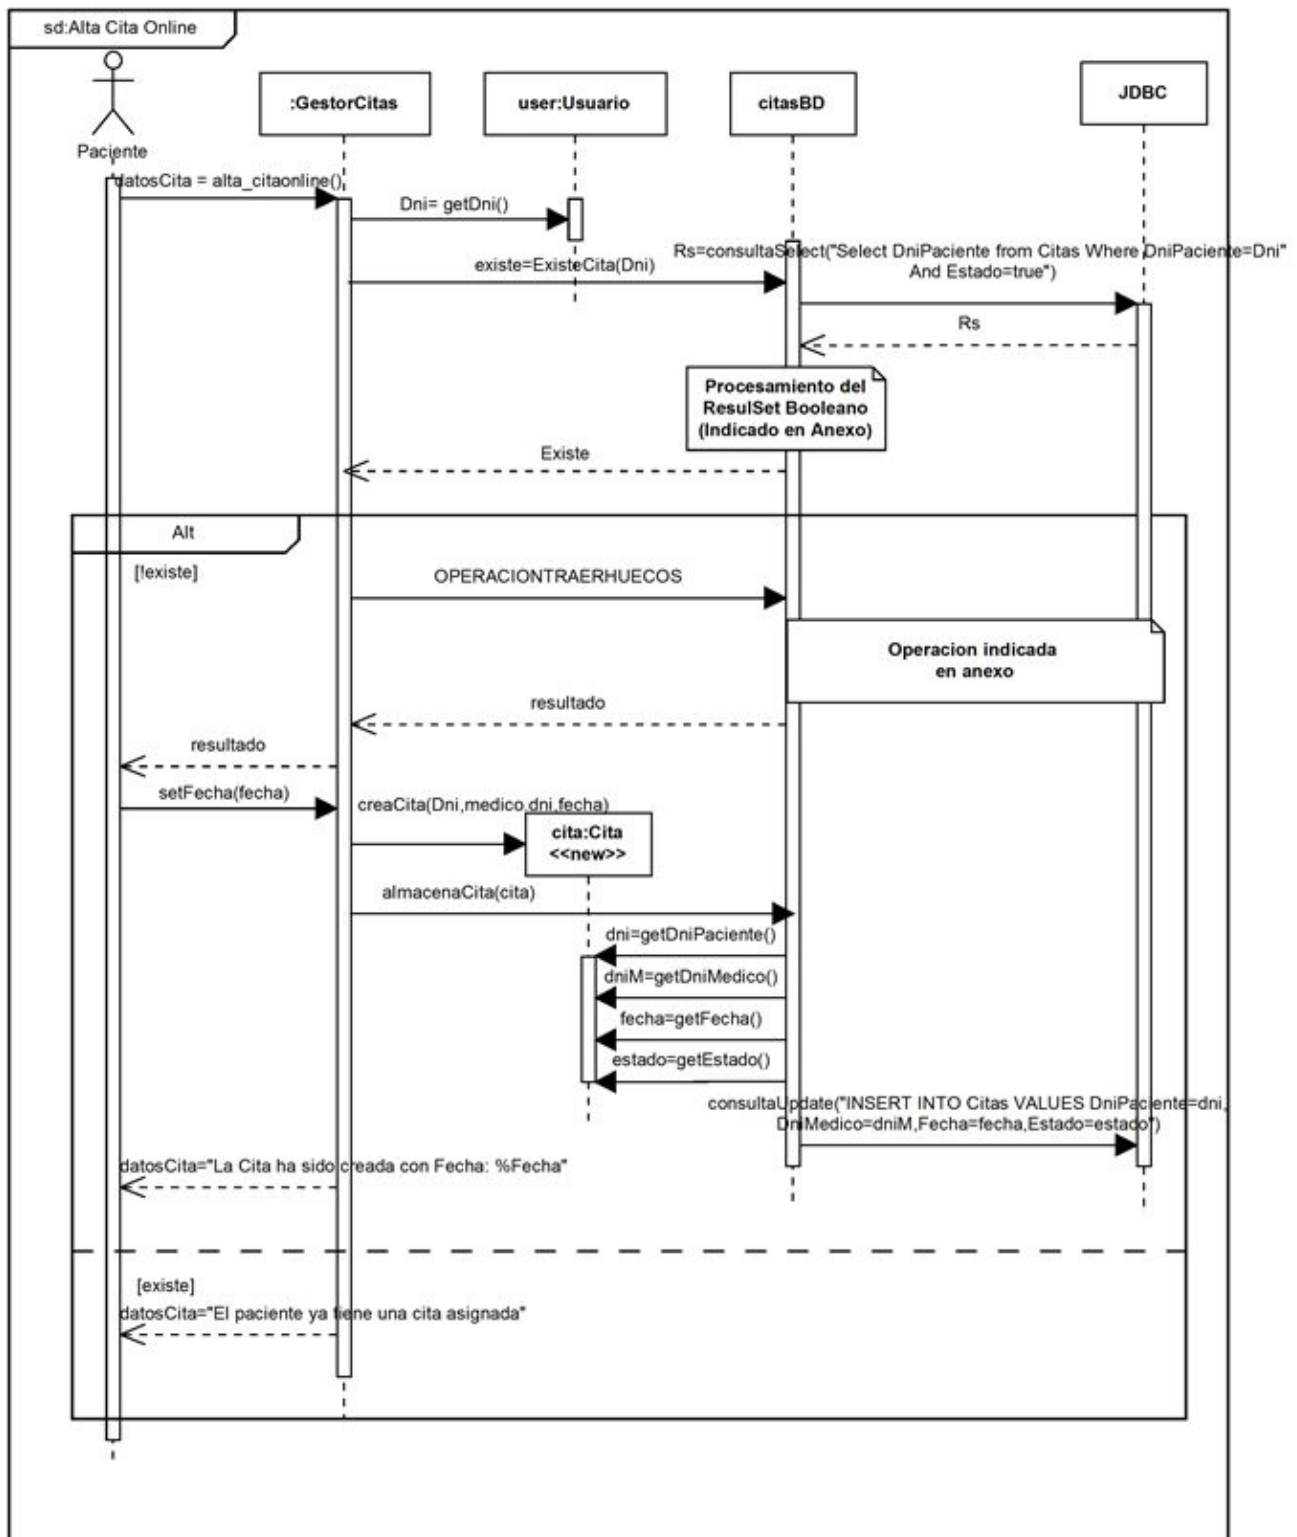 sd:Alta Cita Online
:GestorCitas
user:Usuario
citasBD
JDBC
Paciente
datosCita = alta_citaonline()
Dni= getDni()
Rs=consultaSelect("Select DniPaciente from Citas Where DniPaciente=Dni"
And Estado=true")
existe=ExisteCita(Dni)
Rs
Procesamiento del
ResulSet Booleano
(Indicado en Anexo)
Existe
Alt
[!existe]
OPERACIONTRAERHUECOS
Operacion indicada
en anexo
resultado
resultado
setFecha(fecha)
creaCita(Dni,medico,dni,fecha)
cita:Cita
<<new>>
almacenaCita(cita)
dni=getDniPaciente()
dniM=getDniMedico()
fecha=getFecha()
estado=getEstado()
consultaUpdate("INSERT INTO Citas VALUES DniPaciente=dni,
DniMedico=dniM,Fecha=fecha,Estado=estado")
datosCita="La Cita ha sido creada con Fecha: %Fecha"
[existe]
datosCita="El paciente ya tiene una cita asignada"